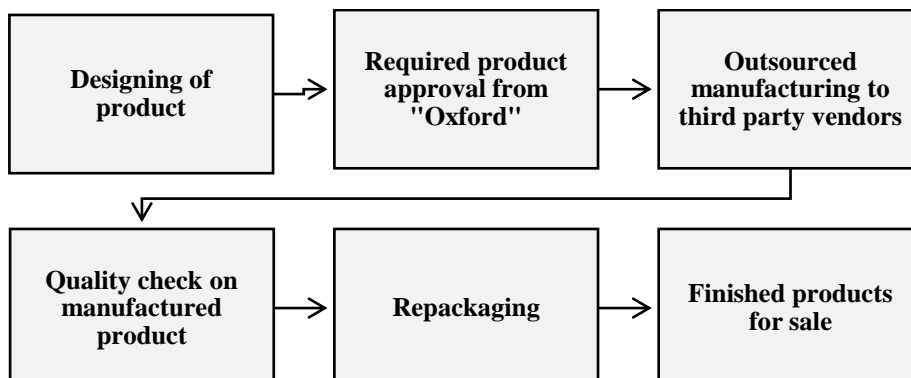 Designing of
product
Required product
approval from
"Oxford"
Outsourced
manufacturing to
third party vendors
Quality check on
manufactured
product
Repackaging
Finished products
for sale